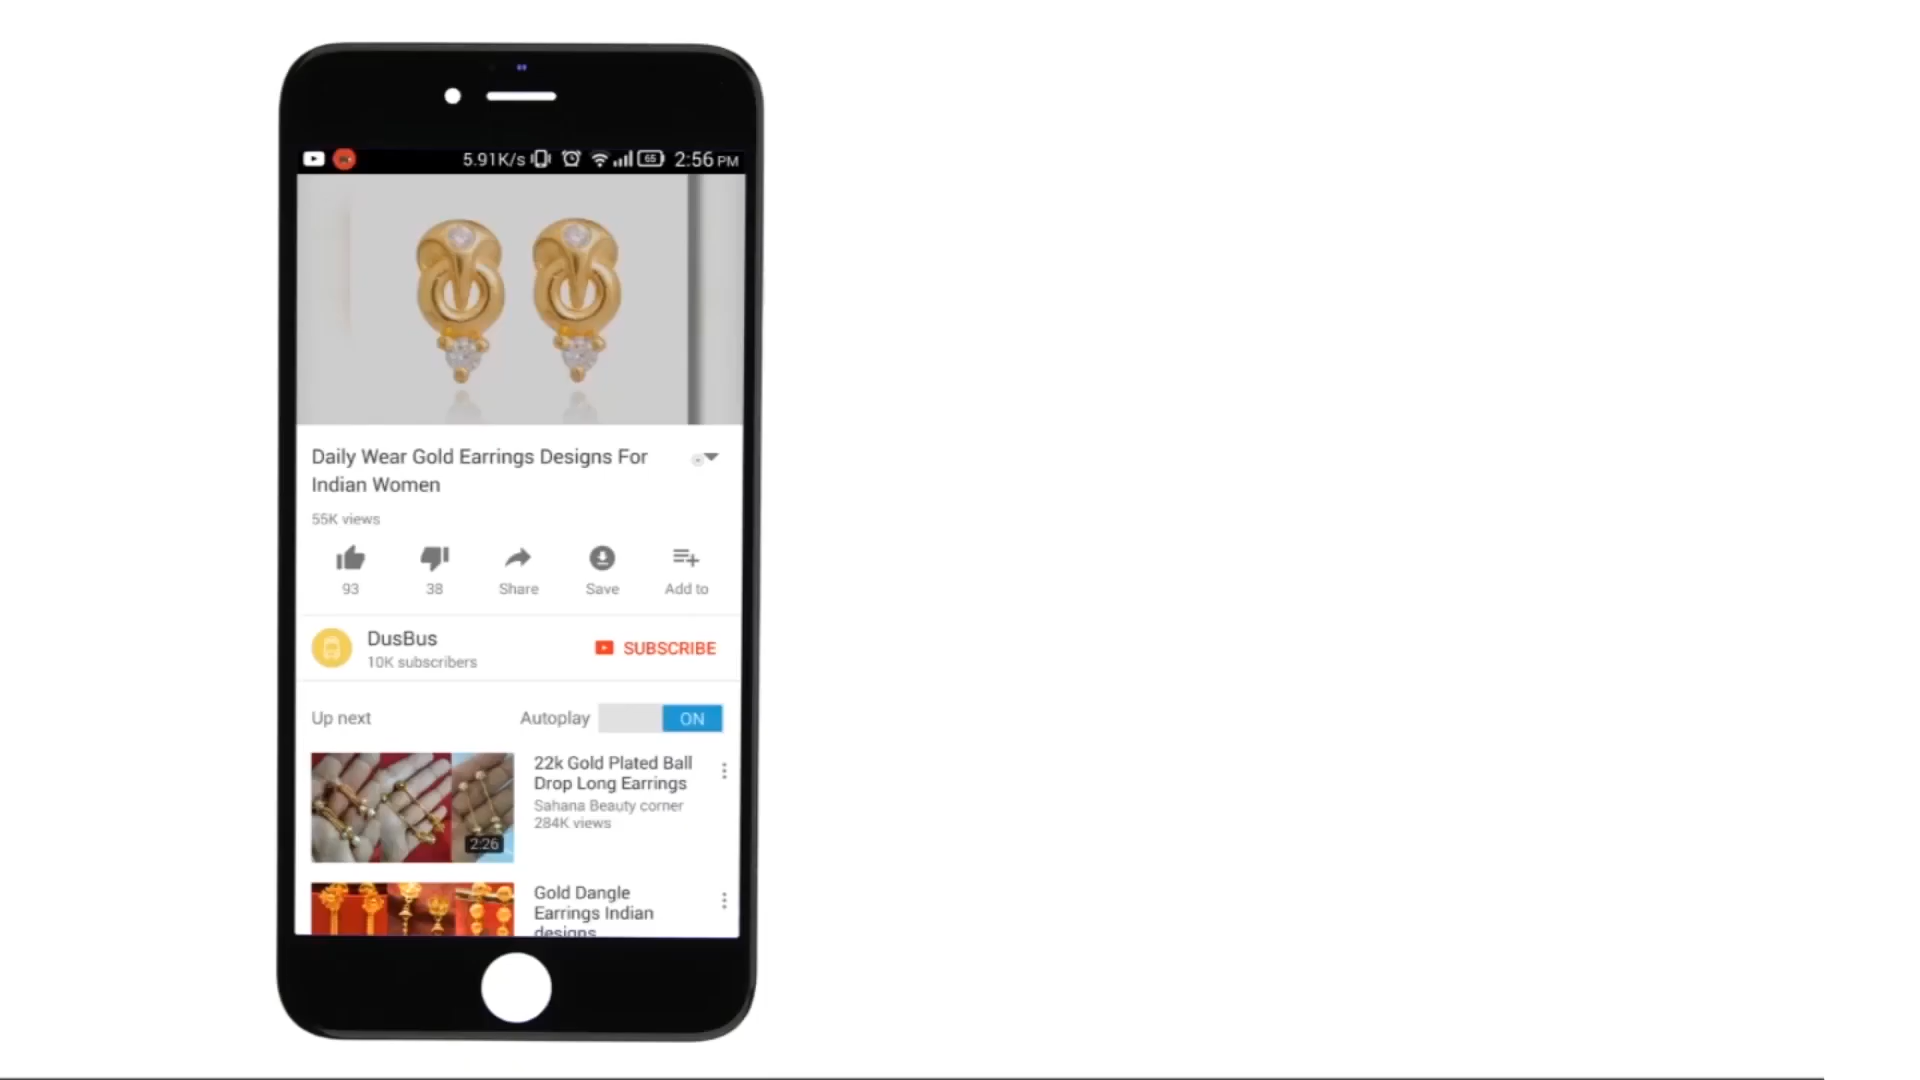 5.91K/s 65 2:56 PM
Daily Wear Gold Earrings Designs For
Indian Women
55K views
93 38 Share Save Add to
DusBus
10K subscribers
SUBSCRIBE
Up next Autoplay ON
22k Gold Plated Ball
Drop Long Earrings
Sahana Beauty corner
284K views
2:26
Gold Dangle
Earrings Indian
designs